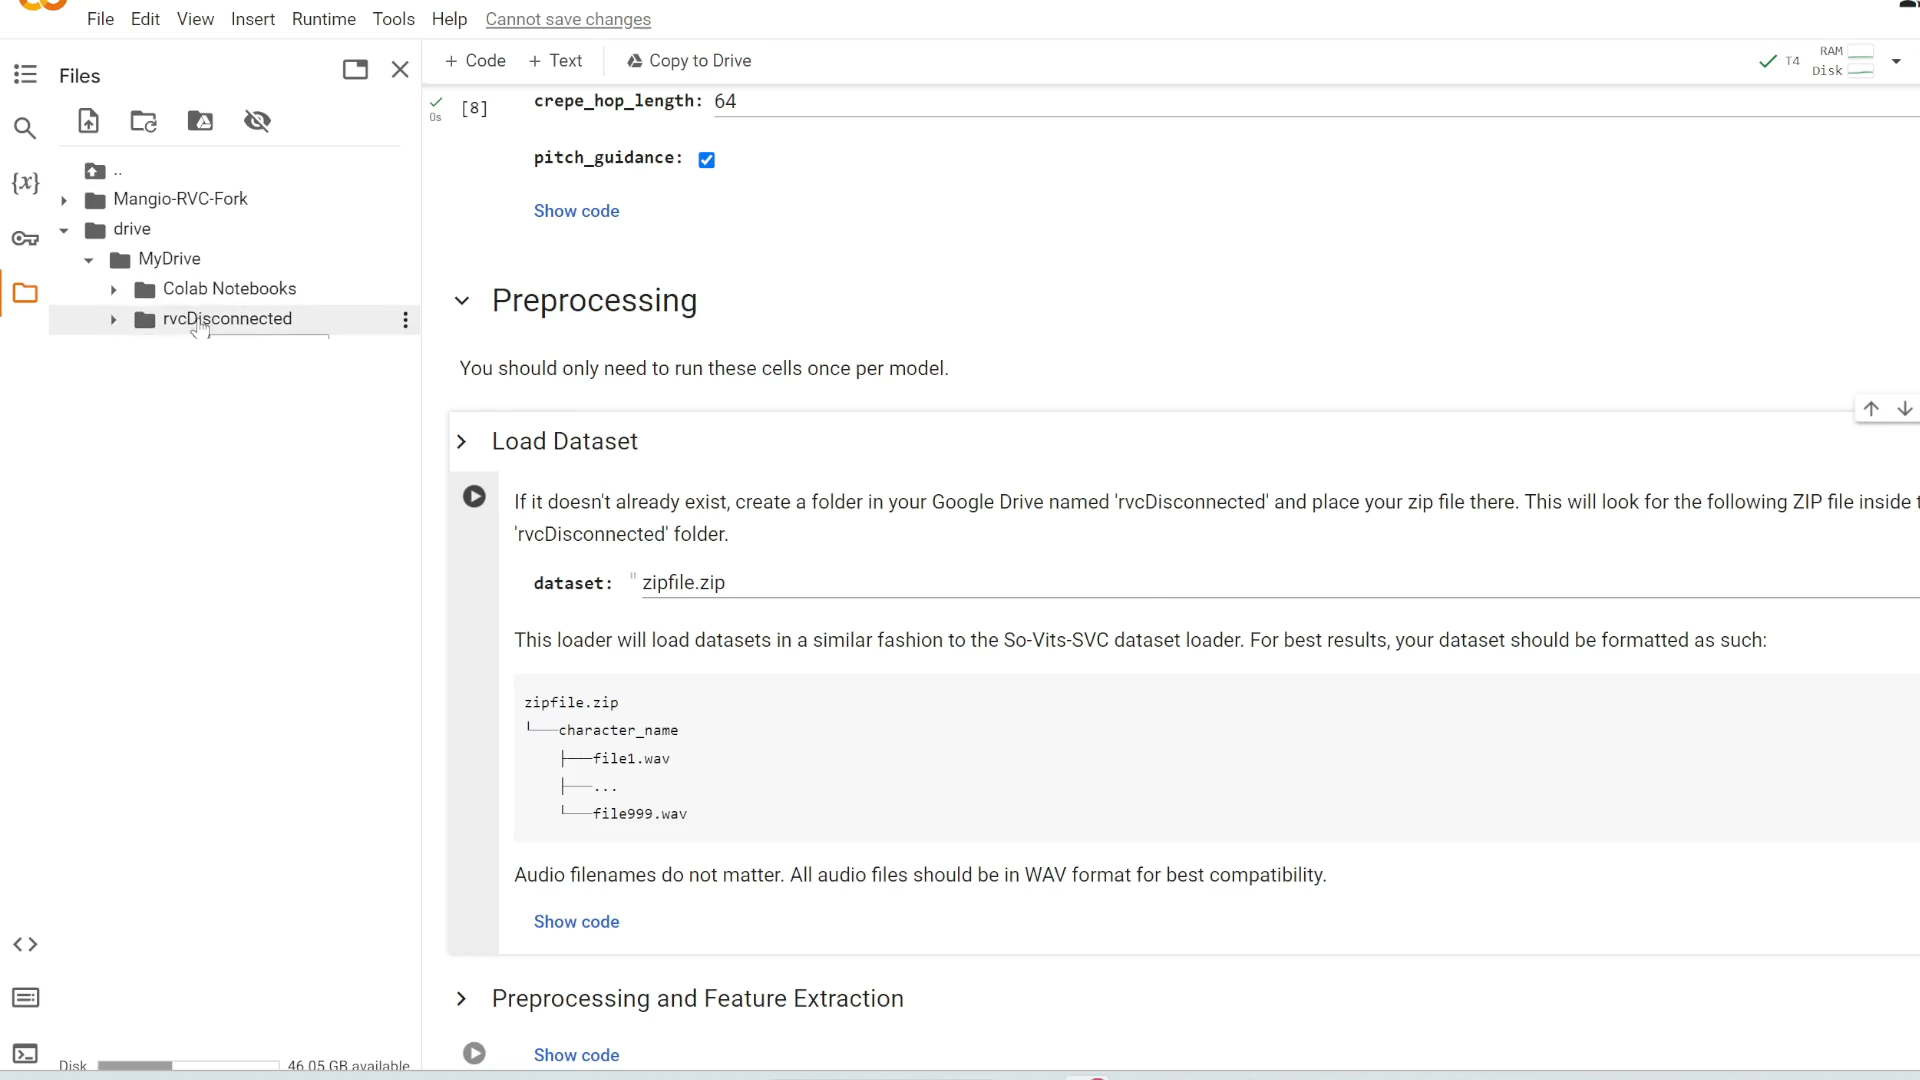 File Edit View Insert Runtime Tools Help Cannot save changes
Files
+ Code + Text Copy to Drive
T4 RAM
Disk
0s [8] crepe_hop_length: 64
pitch_guidance:
Show code
..
Mangio-RVC-Fork
drive
MyDrive
Colab Notebooks
rvcDisconnected
{x}
Preprocessing
You should only need to run these cells once per model.
Load Dataset
If it doesn't already exist, create a folder in your Google Drive named 'rvcDisconnected' and place your zip file there. This will look for the following ZIP file inside t
'rvcDisconnected' folder.
dataset: " zipfile.zip
This loader will load datasets in a similar fashion to the So-Vits-SVC dataset loader. For best results, your dataset should be formatted as such:
zipfile.zip
└───character_name
├───file1.wav
├───...
└───file999.wav
Audio filenames do not matter. All audio files should be in WAV format for best compatibility.
Show code
Preprocessing and Feature Extraction
Show code
Disk 46.05 GB available